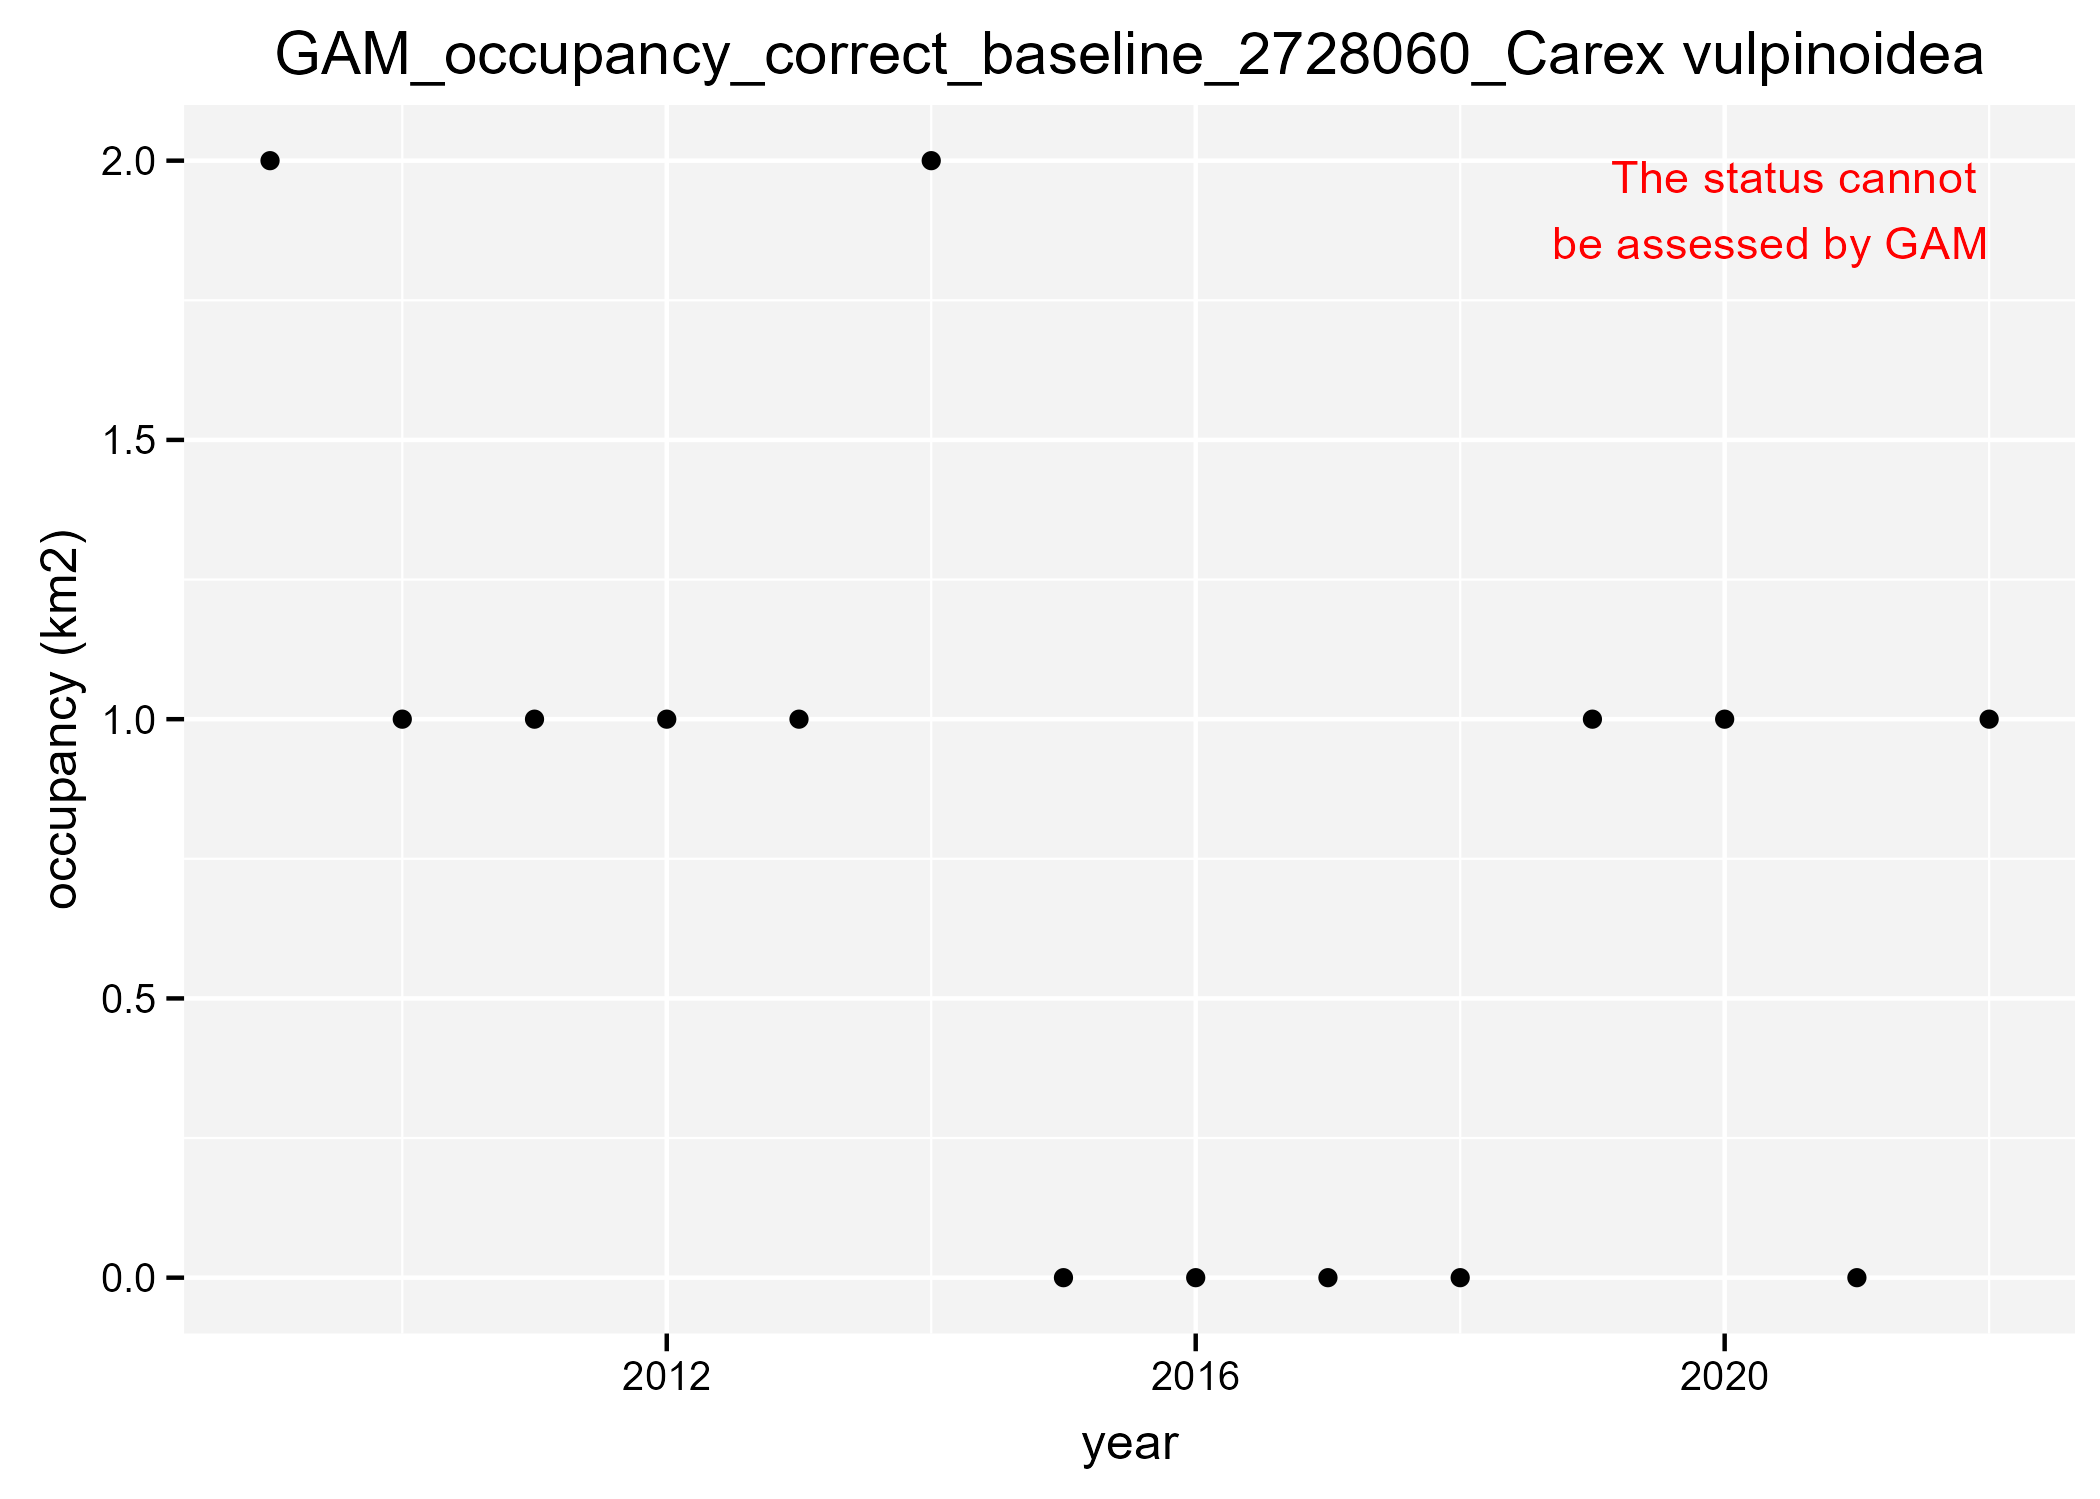 GAM_occupancy_correct_baseline_2728060_Carex vulpinoidea
The status cannot
be assessed by GAM
2.0
1.5
1.0
0.5
0.0
occupancy (km2)
2012
2016
2020
year